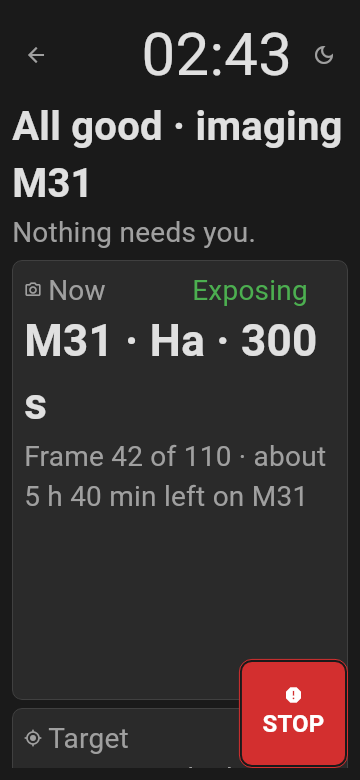 02:43
All good · imaging
M31
Nothing needs you.
Now
Exposing
M31 · Ha · 300
s
Frame 42 of 110 · about
5 h 40 min left on M31
STOP
Target